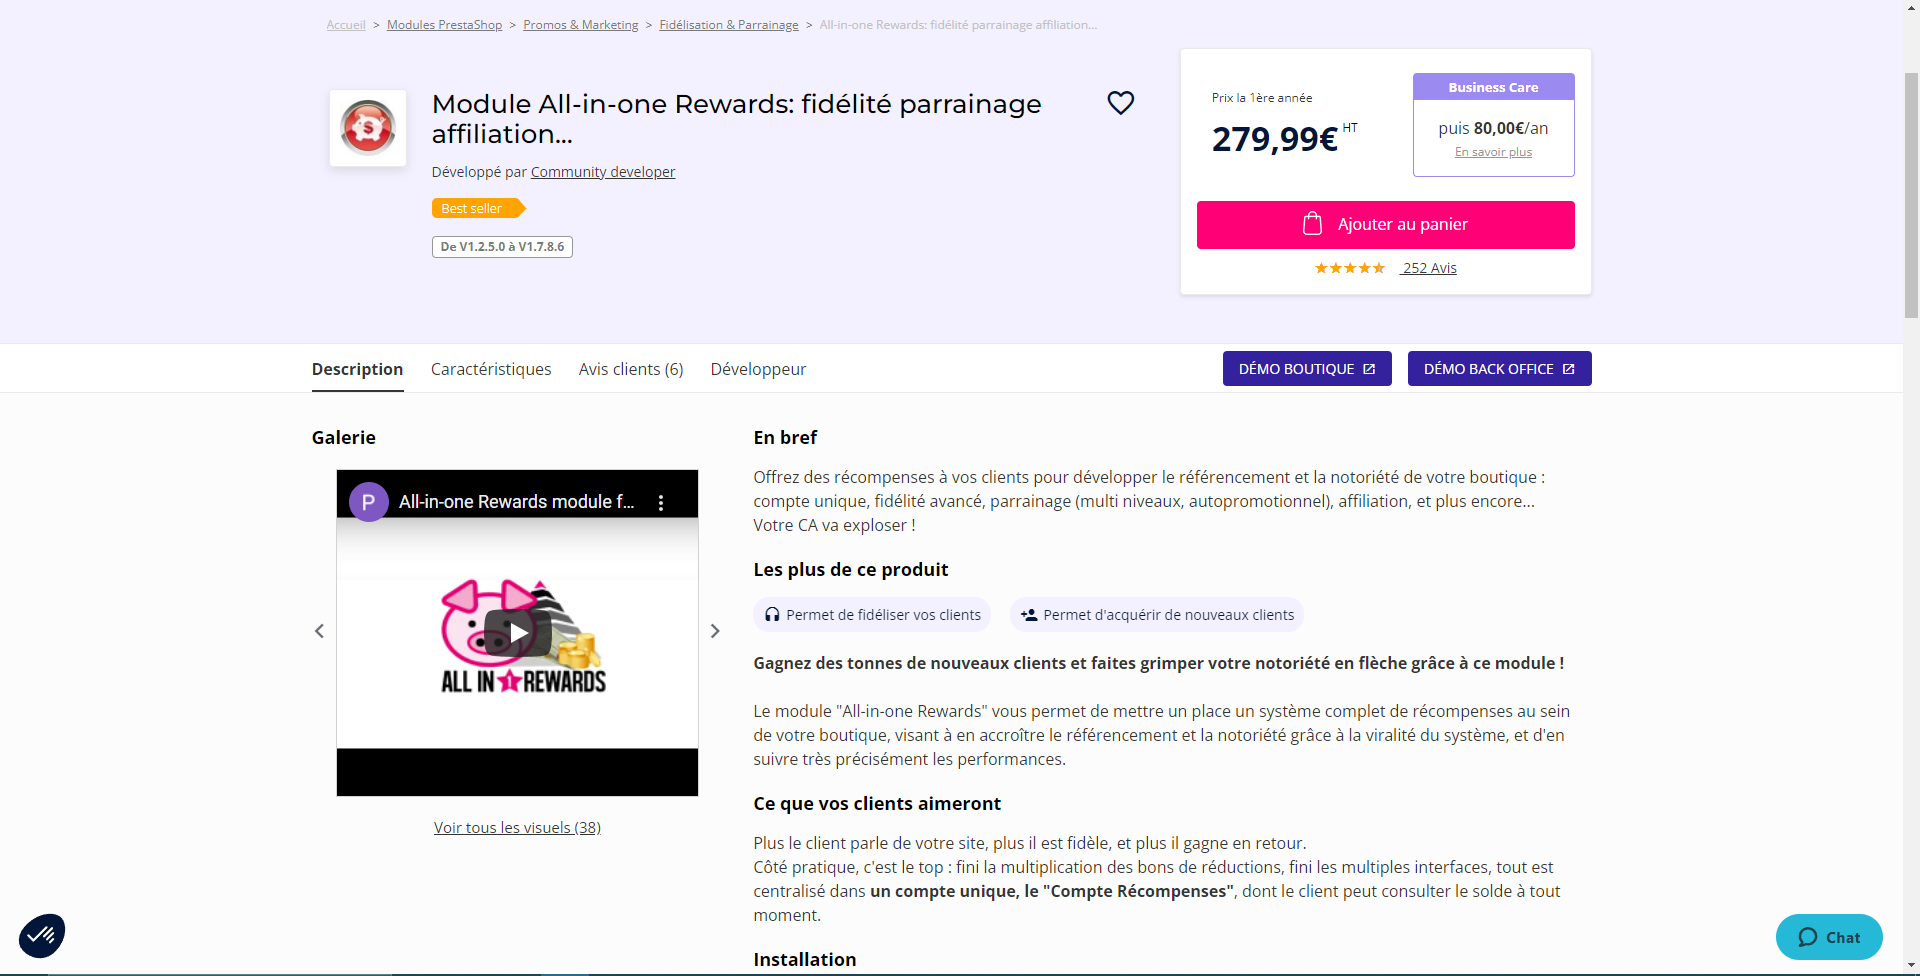 Accueil > Modules PrestaShop > Promos & Marketing > Fidélisation & Parrainage > All-in-one Rewards: fidélité parrainage affiliation...
Module All-in-one Rewards: fidélité parrainage
affiliation...
Développé par Community developer
Best seller
De V1.2.5.0 à V1.7.8.6
Prix la 1ère année
279,99€ HT
Business Care
puis 80,00€/an
En savoir plus
Ajouter au panier
252 Avis
Description
Caractéristiques
Avis clients (6)
Développeur
DÉMO BOUTIQUE
DÉMO BACK OFFICE
Galerie
P
All-in-one Rewards module f...
ALL IN 1 REWARDS
Voir tous les visuels (38)
En bref
Offrez des récompenses à vos clients pour développer le référencement et la notoriété de votre boutique :
compte unique, fidélité avancé, parrainage (multi niveaux, autopromotionnel), affiliation, et plus encore...
Votre CA va exploser !
Les plus de ce produit
Permet de fidéliser vos clients
Permet d'acquérir de nouveaux clients
Gagnez des tonnes de nouveaux clients et faites grimper votre notoriété en flèche grâce à ce module !
Le module "All-in-one Rewards" vous permet de mettre un place un système complet de récompenses au sein
de votre boutique, visant à en accroître le référencement et la notoriété grâce à la viralité du système, et d'en
suivre très précisément les performances.
Ce que vos clients aimeront
Plus le client parle de votre site, plus il est fidèle, et plus il gagne en retour.
Côté pratique, c'est le top : fini la multiplication des bons de réductions, fini les multiples interfaces, tout est
centralisé dans un compte unique, le "Compte Récompenses", dont le client peut consulter le solde à tout
moment.
Installation
Chat